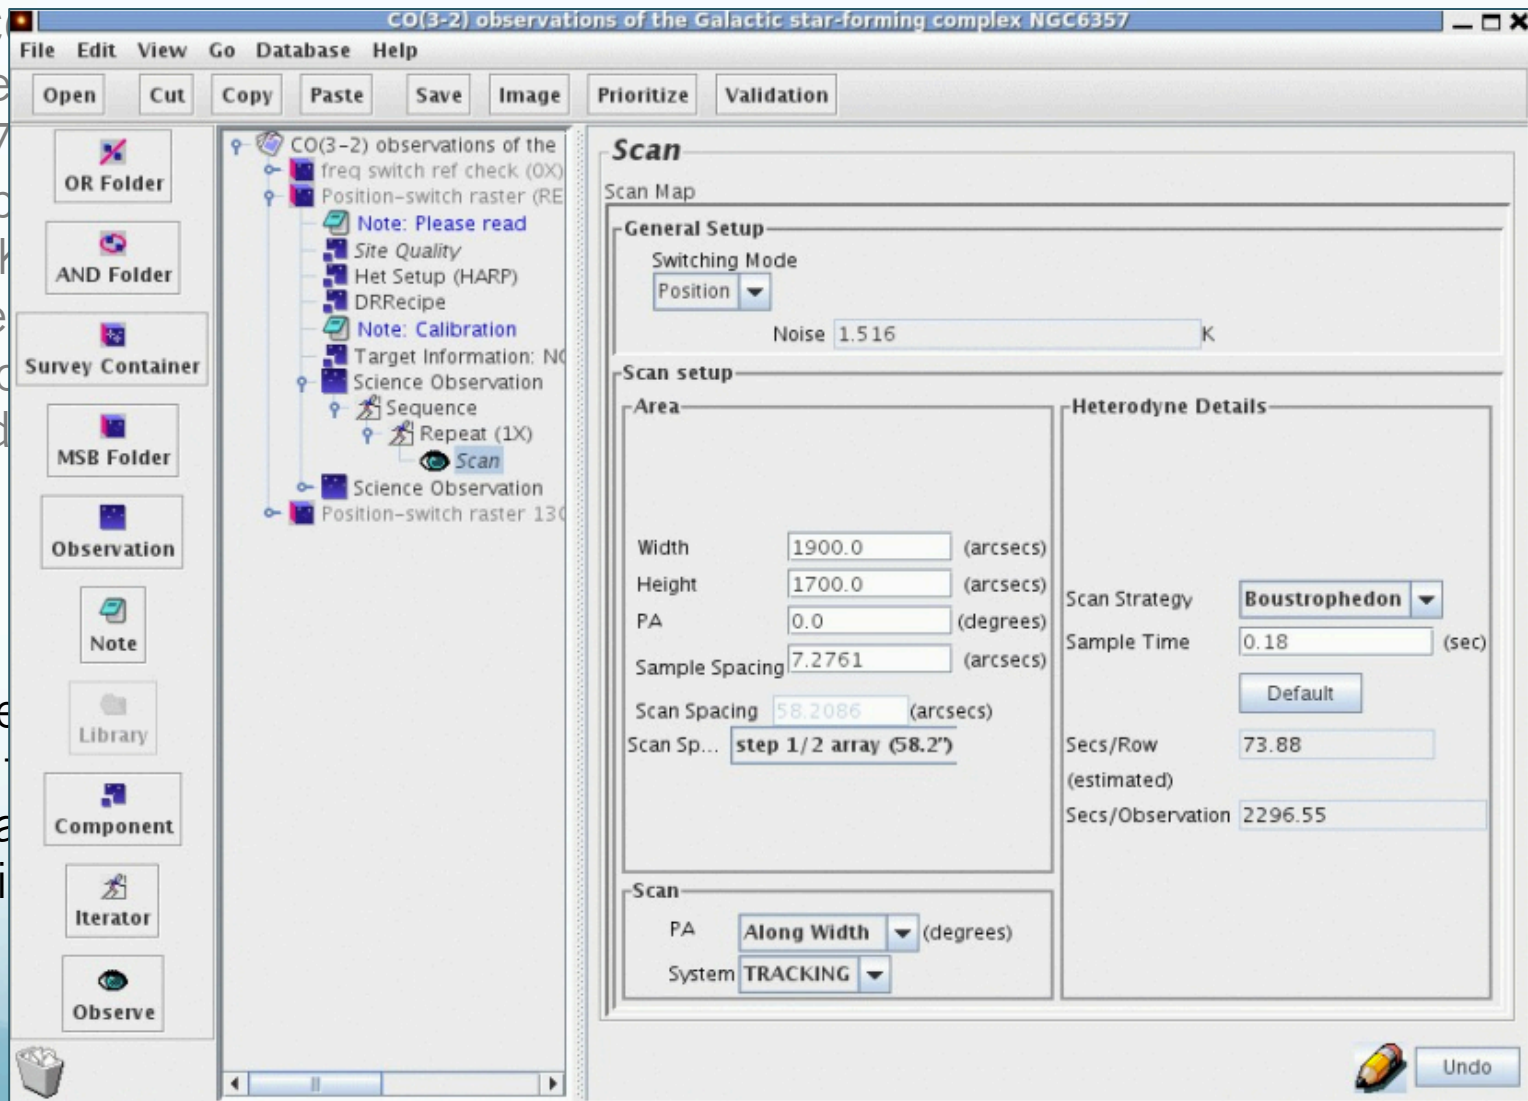 CO(3-2) observations of the Galactic star-forming complex NGC6357
File Edit View Go Database Help
Open Cut Copy Paste Save Image Prioritize Validation
OR Folder
AND Folder
Survey Container
MSB Folder
Observation
Note
Library
Component
Iterator
Observe
CO(3-2) observations of the
freq switch ref check (0X)
Position-switch raster (RE
Note: Please read
Site Quality
Het Setup (HARP)
DRRecipe
Note: Calibration
Target Information:
Science Observation
Sequence
Repeat (1X)
Scan
Science Observation
Position-switch raster
Scan
Scan Map
General Setup
Switching Mode
Position
Noise 1.516 K
Scan setup
Area
Width 1900.0 (arcsecs)
Height 1700.0 (arcsecs)
PA 0.0 (degrees)
Sample Spacing 7.2761 (arcsecs)
Scan Spacing 58.2086 (arcsecs)
Scan Sp... step 1/2 array (58.2")
Scan
PA Along Width (degrees)
System TRACKING
Heterodyne Details
Scan Strategy Boustrophedon
Sample Time 0.18 (sec)
Default
Secs/Row 73.88
(estimated)
Secs/Observation 2296.55
Undo